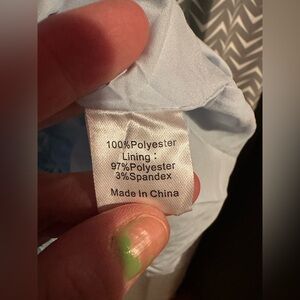 100%Polyester
Lining :
97%Polyester
3%Spandex
Made In China